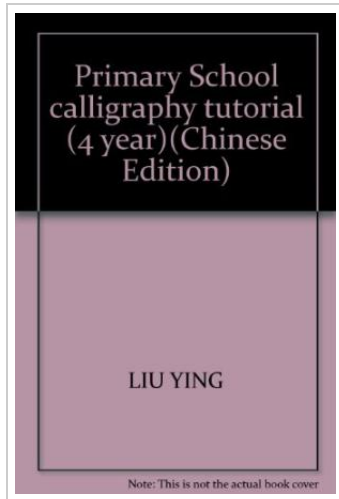 Primary School
calligraphy tutorial
(4 year)(Chinese
Edition)
LIU YING
Note: This is not the actual book cover